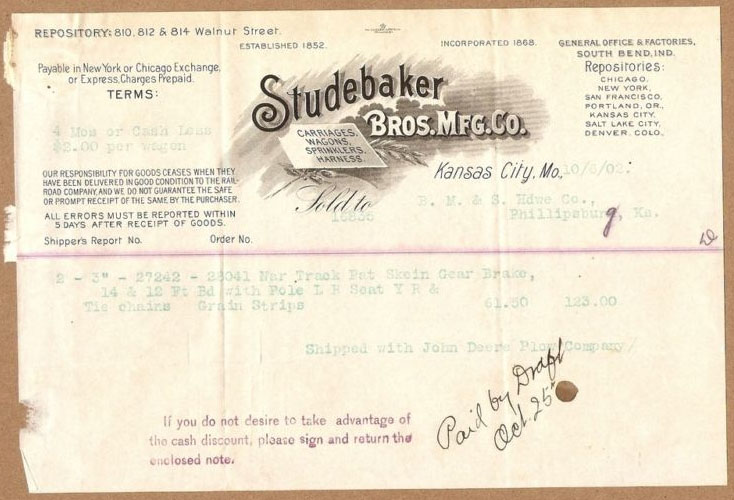 REPOSITORY: 810, 812 & 814 Walnut Street.
ESTABLISHED 1852.
INCORPORATED 1868.
GENERAL OFFICE & FACTORIES,
SOUTH BEND, IND.
Repositories:
CHICAGO,
NEW YORK,
SAN FRANCISCO,
PORTLAND, OR.,
KANSAS CITY,
SALT LAKE CITY,
DENVER, COLO.
Payable in New York or Chicago Exchange,
or Express, Charges Prepaid.
TERMS:
4 Mos or Cash Less
$2.00 per wagon
Studebaker
BROS. MFG. CO.
CARRIAGES,
WAGONS,
SPRINKLERS,
HARNESS.
OUR RESPONSIBILITY FOR GOODS CEASES WHEN THEY
HAVE BEEN DELIVERED IN GOOD CONDITION TO THE RAIL-
ROAD COMPANY, AND WE DO NOT GUARANTEE THE SAFE
OR PROMPT RECEIPT OF THE SAME BY THE PURCHASER.
ALL ERRORS MUST BE REPORTED WITHIN
5 DAYS AFTER RECEIPT OF GOODS.
Shipper's Report No. Order No.
Kansas City, Mo. 10/8/02.
Sold to B. M. & S. Hdwe Co.,
16835 Phillipsburg, Ks.
2 - 3" - 27242 - 28041 Nar Track Pat Skein Gear Brake,
14 & 12 Ft Bd with Pole L B Seat Y R &
Tie chains Grain Strips 61.50 123.00
Shipped with John Deere Plow Company/
Paid by Draft
Oct. 25
If you do not desire to take advantage of
the cash discount, please sign and return the
enclosed note.